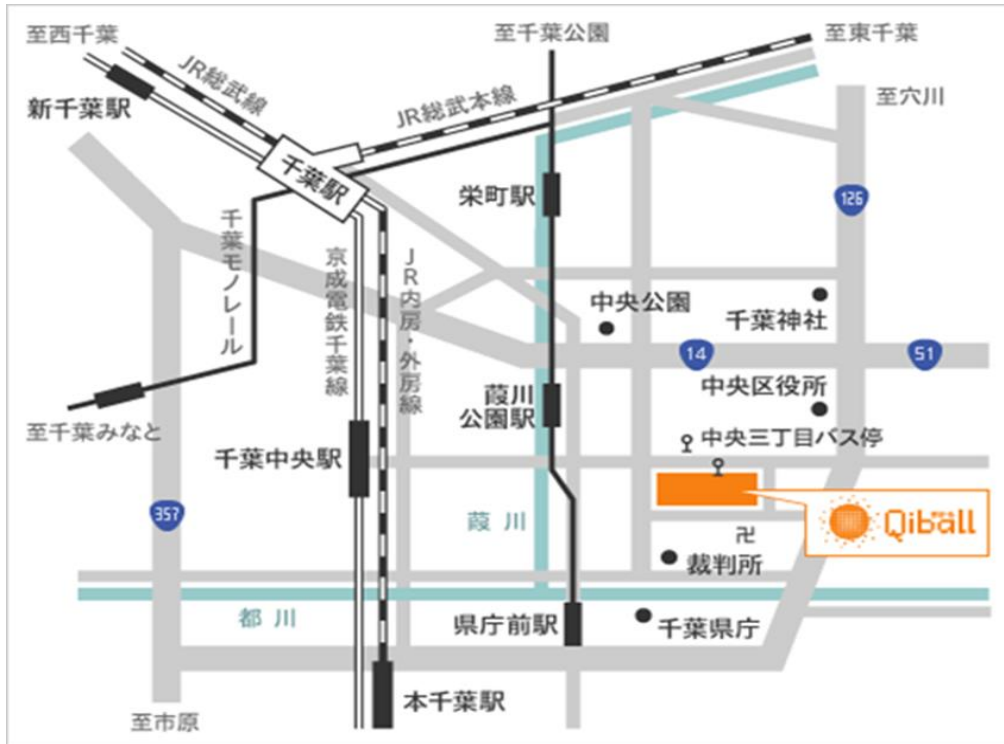 至西千葉
至千葉公園
至東千葉
新千葉駅
JR総武線
JR総武本線
至穴川
千葉駅
栄町駅
126
千葉モノレール
京成電鉄千葉線
JR内房・外房線
中央公園
千葉神社
14
51
葭川
公園駅
中央区役所
至千葉みなと
千葉中央駅
中央三丁目バス停
357
葭川
Qiball
卍
裁判所
都川
県庁前駅
千葉県庁
本千葉駅
至市原